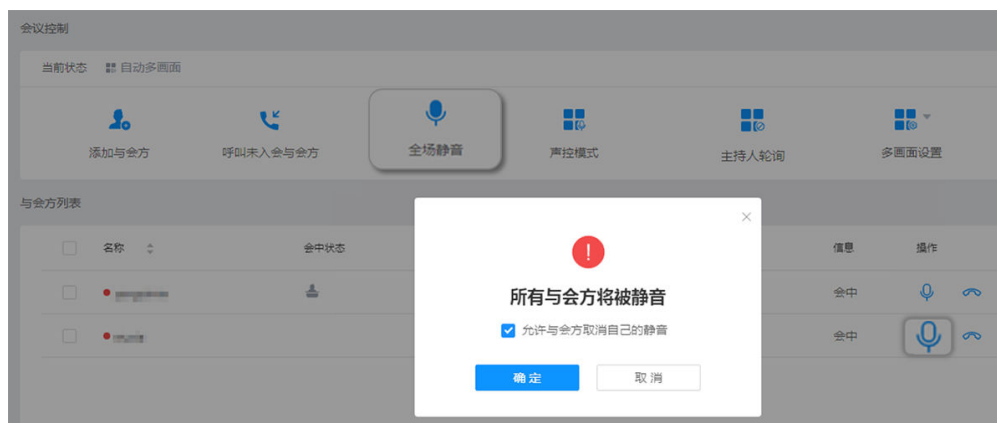 会议控制
当前状态 自动多画面
添加与会方 呼叫未入会与会方 全场静音 声控模式 主持人轮询 多画面设置
与会方列表
名称 会中状态 信息 操作
会中
会中
所有与会方将被静音
允许与会方取消自己的静音
确定 取消